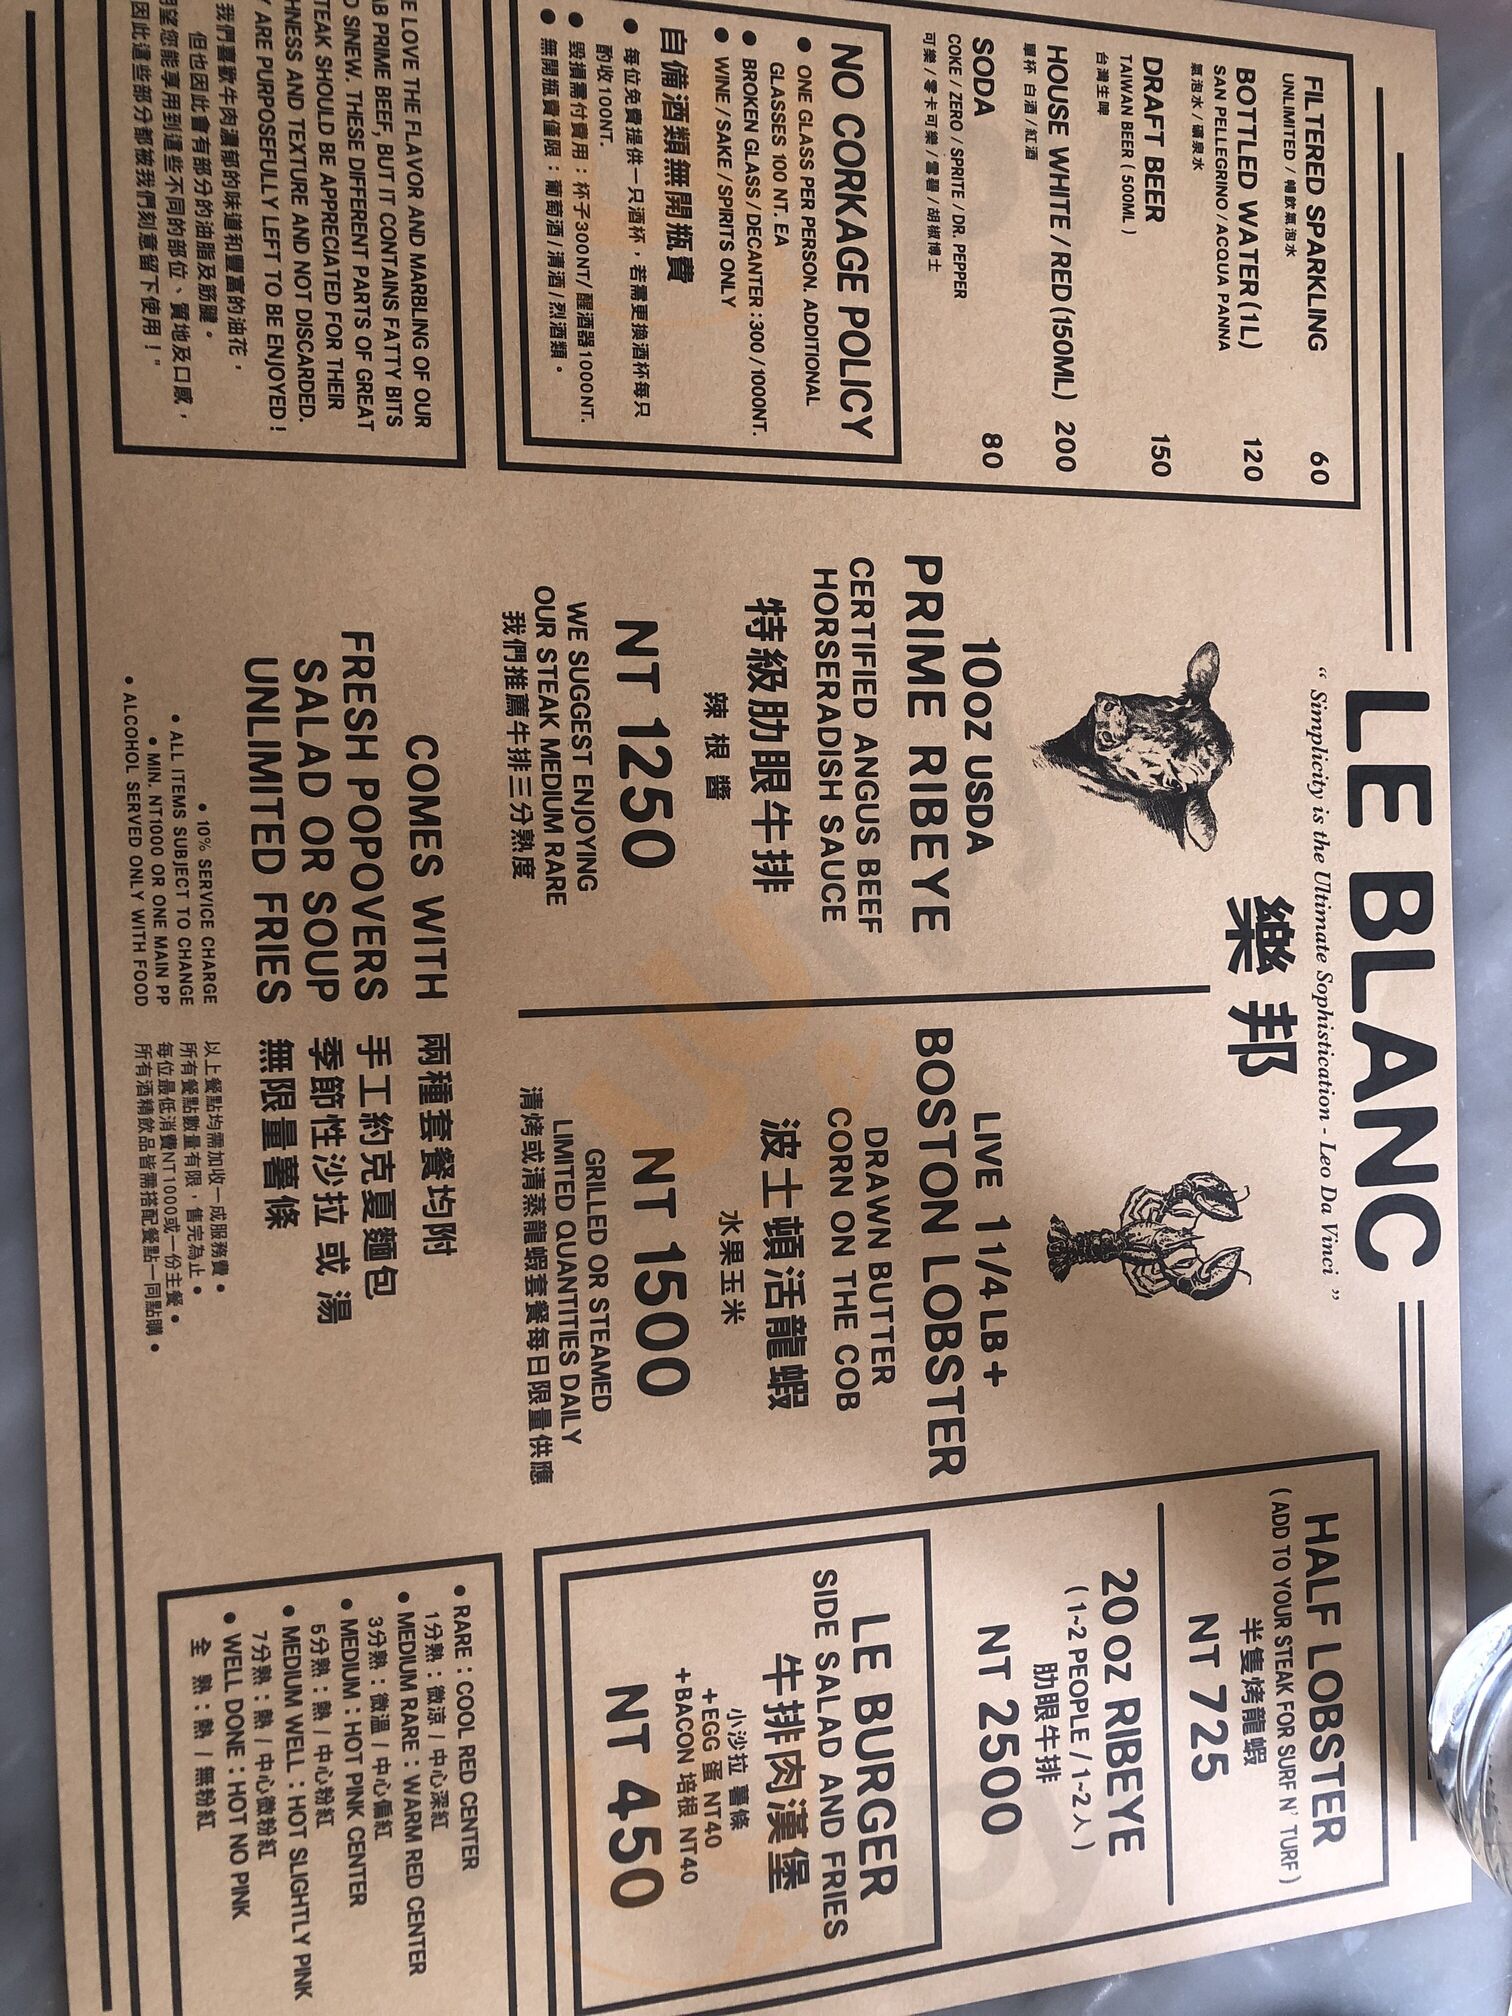 LE BLANC
" Simplicity is the Ultimate Sophistication - Leo Da Vinci "
樂 邦
FILTERED SPARKLING 60
UNLIMITED / 暢飲氣泡水
BOTTLED WATER (1L) 120
SAN PELLEGRINO / ACQUA PANNA
氣泡水 / 礦泉水
DRAFT BEER 150
TAIWAN BEER ( 500ML )
台灣生啤
HOUSE WHITE / RED (150ML) 200
單杯 白酒 / 紅酒
SODA 80
COKE / ZERO / SPRITE / DR. PEPPER
可樂 / 零卡可樂 / 雪碧 / 胡椒博士
NO CORKAGE POLICY
● ONE GLASS PER PERSON. ADDITIONAL
GLASSES 100 NT. EA
● BROKEN GLASS / DECANTER : 300 / 1000NT.
● WINE / SAKE / SPIRITS ONLY
自備酒類無開瓶費
● 每位免費提供一只酒杯，若需更換酒杯每只
酌收100NT.
● 毀損需付費用：杯子300NT/ 醒酒器1000NT.
● 無開瓶費僅限：葡萄酒 / 清酒 / 烈酒類。
E LOVE THE FLAVOR AND MARBLING OF OUR
AB PRIME BEEF, BUT IT CONTAINS FATTY BITS
D SINEW. THESE DIFFERENT PARTS OF GREAT
TEAK SHOULD BE APPRECIATED FOR THEIR
HNESS AND TEXTURE AND NOT DISCARDED.
Y ARE PURPOSEFULLY LEFT TO BE ENJOYED !
我們喜歡牛肉濃郁的味道和豐富的油花，
但也因此會有部分的油脂及筋腱。
望您能享用到這些不同的部位、質地及口感，
因此這些部分都被我們刻意留下使用！"
10OZ USDA
PRIME RIBEYE
CERTIFIED ANGUS BEEF
HORSERADISH SAUCE
特級肋眼牛排
辣 根 醬
NT 1250
WE SUGGEST ENJOYING
OUR STEAK MEDIUM RARE
我們推薦牛排三分熟度
LIVE 1 1/4 LB +
BOSTON LOBSTER
DRAWN BUTTER
CORN ON THE COB
波士頓活龍蝦
水果玉米
NT 1500
GRILLED OR STEAMED
LIMITED QUANTITIES DAILY
清烤或清蒸龍蝦套餐每日限量供應
COMES WITH 兩種套餐均附
FRESH POPOVERS 手工約克夏麵包
SALAD OR SOUP 季節性沙拉 或 湯
UNLIMITED FRIES 無限量薯條
● 10% SERVICE CHARGE 以上餐點均需加收一成服務費 ●
● ALL ITEMS SUBJECT TO CHANGE 所有餐點數量有限，售完為止 ●
● MIN. NT1000 OR ONE MAIN PP 每位最低消費NT1000或一份主餐 ●
● ALCOHOL SERVED ONLY WITH FOOD 所有酒精飲品皆需搭配餐點一同點購 ●
HALF LOBSTER
( ADD TO YOUR STEAK FOR SURF N' TURF )
半隻烤龍蝦
NT 725
20 OZ RIBEYE
( 1~2 PEOPLE / 1~2 人 )
肋眼牛排
NT 2500
LE BURGER
SIDE SALAD AND FRIES
牛排肉漢堡
小沙拉 薯條
+EGG 蛋 NT40
+BACON 培根 NT40
NT 450
● RARE : COOL RED CENTER
1分熟：微涼 / 中心深紅
● MEDIUM RARE : WARM RED CENTER
3分熟：微溫 / 中心偏紅
● MEDIUM : HOT PINK CENTER
5分熟：熱 / 中心粉紅
● MEDIUM WELL : HOT SLIGHTLY PINK
7分熟：熱 / 中心微粉紅
● WELL DONE : HOT NO PINK
全 熟：熱 / 無粉紅